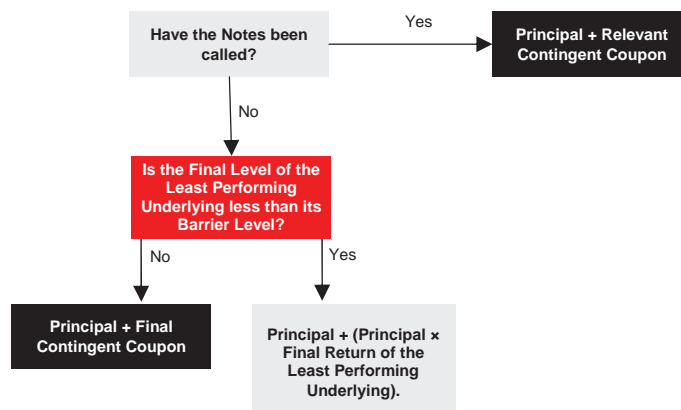 Have the Notes been
called?
Yes
Principal + Relevant
Contingent Coupon
No
Is the Final Level of the
Least Performing
Underlying less than its
Barrier Level?
No
Yes
Principal + Final
Contingent Coupon
Principal + (Principal ×
Final Return of the
Least Performing
Underlying).